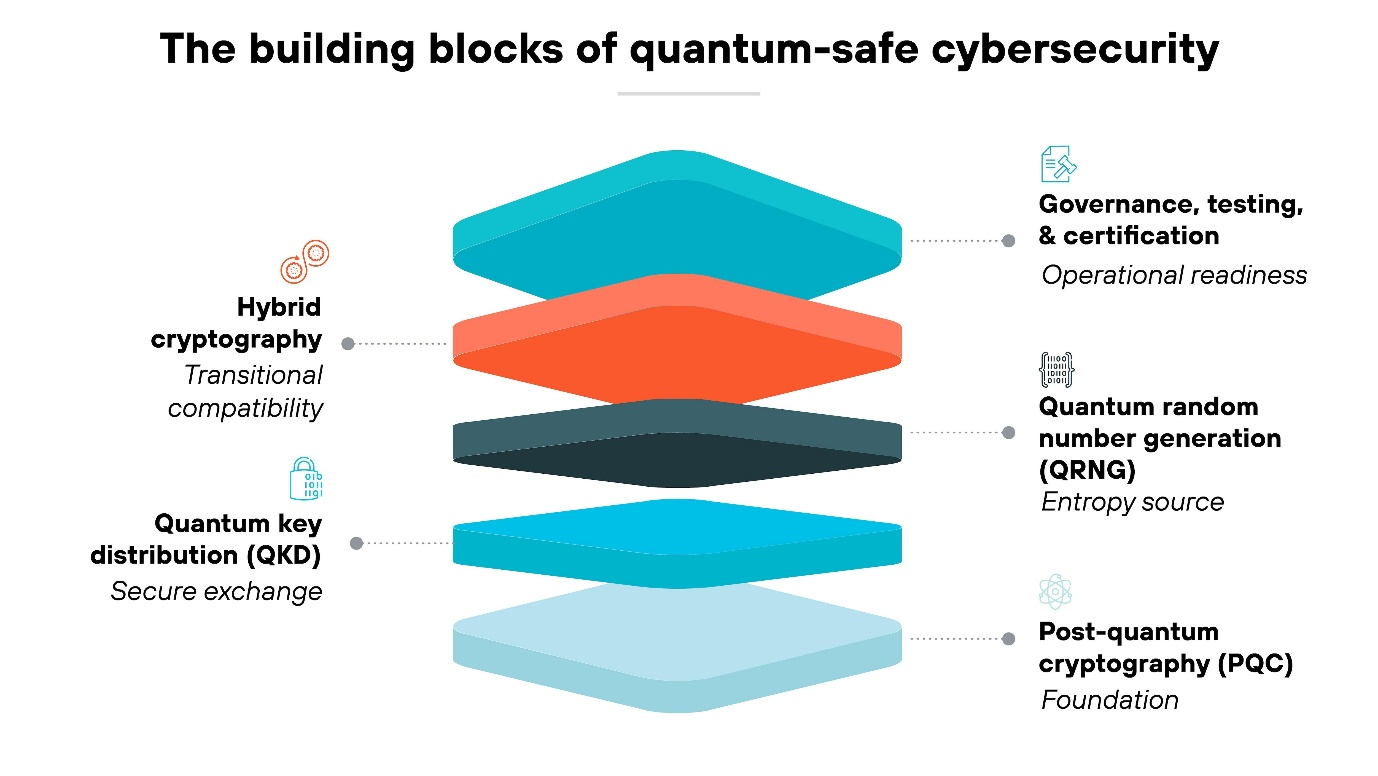 The building blocks of quantum-safe cybersecurity
Governance, testing,
& certification
Operational readiness
Hybrid
cryptography
Transitional
compatibility
Quantum random
number generation
(QRNG)
Entropy source
Quantum key
distribution (QKD)
Secure exchange
Post-quantum
cryptography (PQC)
Foundation